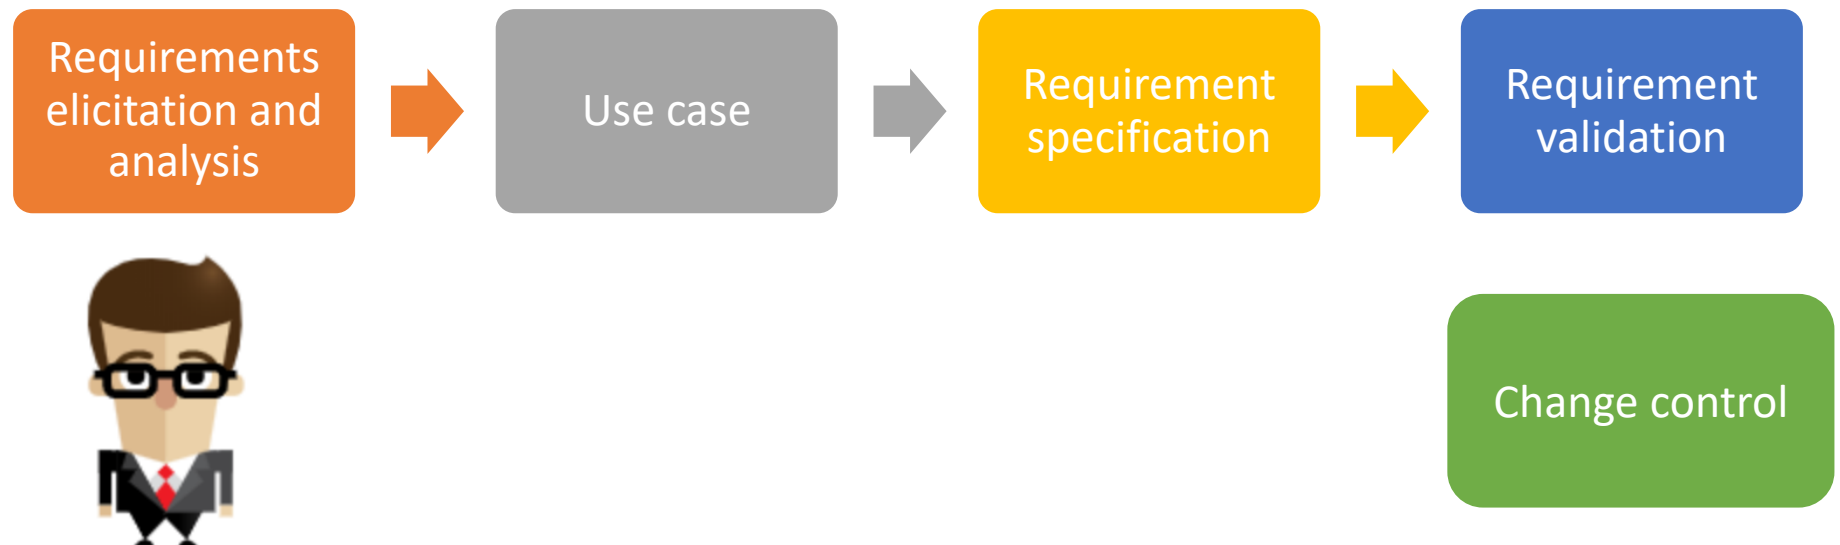 Requirements
elicitation and
analysis
Use case
Requirement
specification
Requirement
validation
Change control